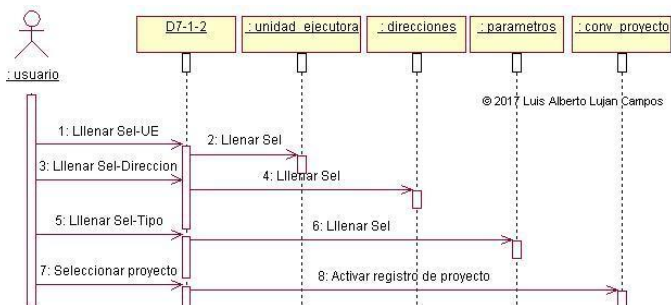 D7-1-2
: unidad_ejecutora
: direcciones
: parametros
: conv_proyecto
: usuario
© 2017 Luis Alberto Lujan Campos
1: Lllenar Sel-UE
2: Llenar Sel
3: Lllenar Sel-Direccion
4: Lllenar Sel
5: Lllenar Sel-Tipo
6: Lllenar Sel
7: Seleccionar proyecto
8: Activar registro de proyecto